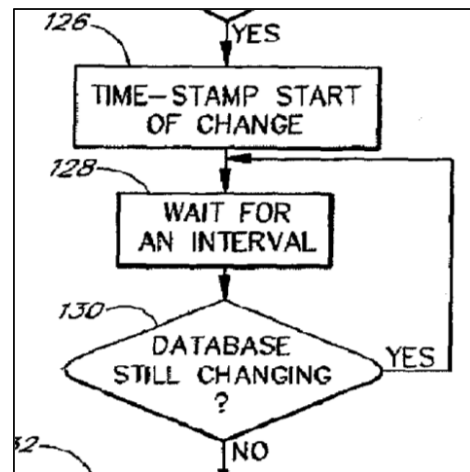 126
YES
TIME-STAMP START
OF CHANGE
128
WAIT FOR
AN INTERVAL
130
DATABASE
STILL CHANGING
?
YES
NO